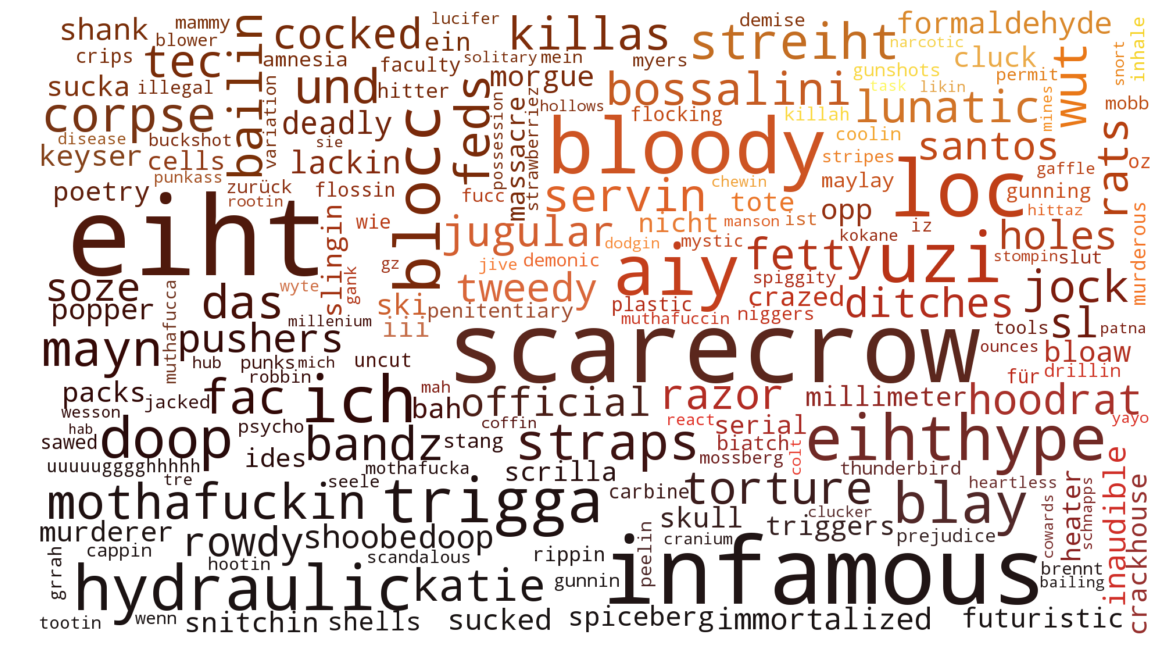 shank
mammy
blower
crips
tec
bailin
cocked
ein
lucifer
killas
demise
streiht
formaldehyde
narcotic
inhale
snort
amnesia
faculty
solitary
mein
myers
cluck
wut
sucka
illegal
variation
und
hitter
feds
morgue
hollows
bossalini
gunshots
task
likin
permit
mobb
corpse
disease
buckshot
deadly
sie
blocc
possession
massacre
strawberriez
flocking
bloody
killah
lunatic
mines
coolin
santos
rats
oz
keyser
cells
punkass
lackin
stripes
gaffle
poetry
zurück
rootin
flossin
fucc
servin
chewin
tote
maylay
loc
gunning
hittaz
murderous
eiht
slingin
wie
jugular
nicht
manson
ist
opp
iz
kokane
holes
dodgin
mystic
gz
gank
jive
demonic
aiy
fetty
uzi
stompin
slut
soze
popper
das
wyte
ski
tweedy
spiggity
jock
muthafucca
millenium
iii
penitentiary
plastic
crazed
ditches
muthafuccin
niggers
mayn
pushers
scarecrow
tools
sl
patna
hub
punks
mich
uncut
ounces
bloaw
robbin
für
drillin
packs
jacked
fac
ich
mah
bah
official
razor
millimeter
hoodrat
wesson
hab
psycho
coffin
react
serial
yayo
sawed
doop
ides
bandz
stang
straps
biatch
mossberg
colt
eihthype
uuuuugggghhhhh
tre
seele
mothafucka
scrilla
thunderbird
heartless
inaudible
mothafuckin
trigga
carbine
torture
blay
heater
schnapps
crackhouse
murderer
rowdy
shoobedoop
skull
clucker
triggers
prejudice
cowards
cappin
hootin
scandalous
rippin
peelin
cranium
grrah
hydraulic
katie
gunnin
infamous
brennt
bailing
tootin
wenn
snitchin
shells
sucked
spiceberg
immortalized
futuristic